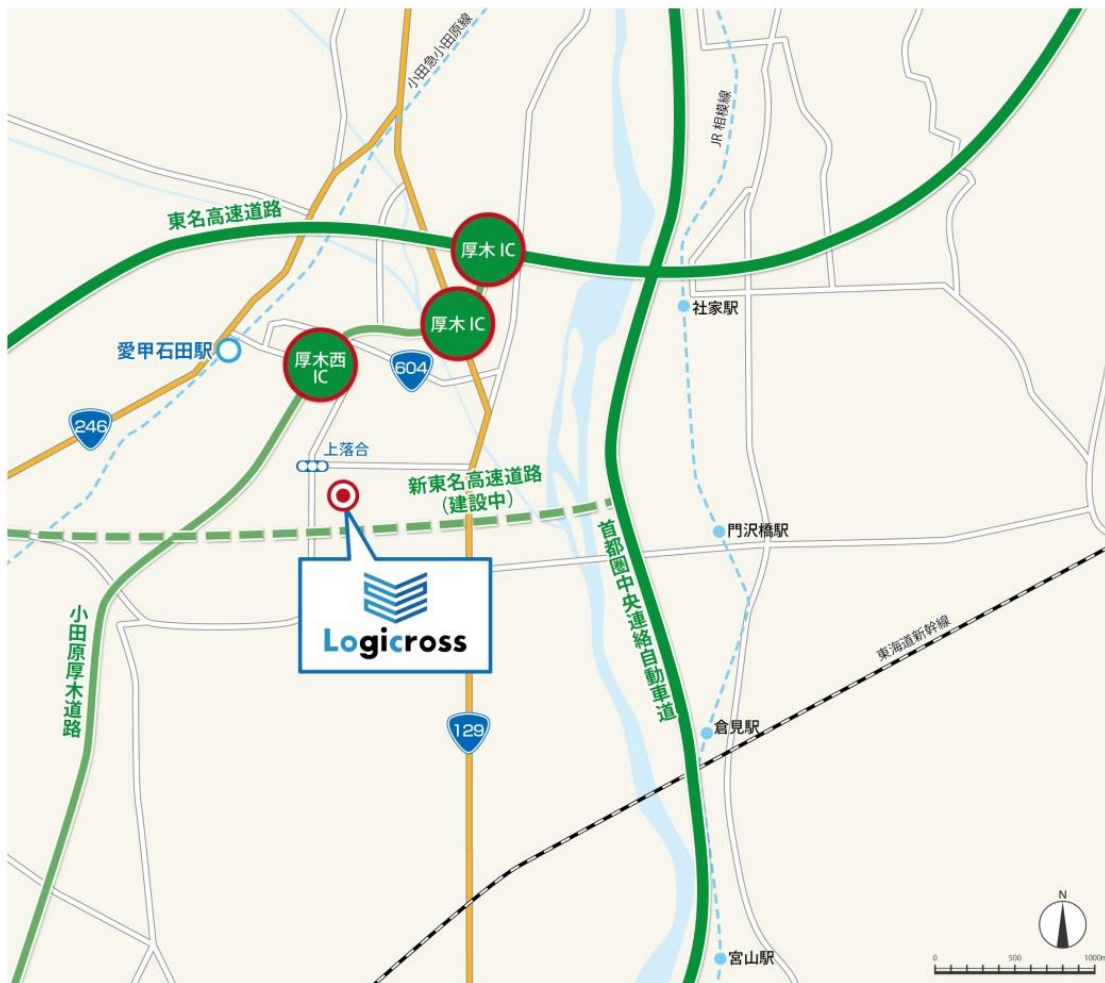 小田急小田原線
JR 相模線
東名高速道路
厚木 IC
社家駅
厚木 IC
愛甲石田駅
厚木西
IC
604
246
上落合
新東名高速道路
(建設中)
門沢橋駅
首都圏中央連絡自動車道
Logicross
小田原厚木道路
東海道新幹線
129
倉見駅
N
0 500 1000m
宮山駅